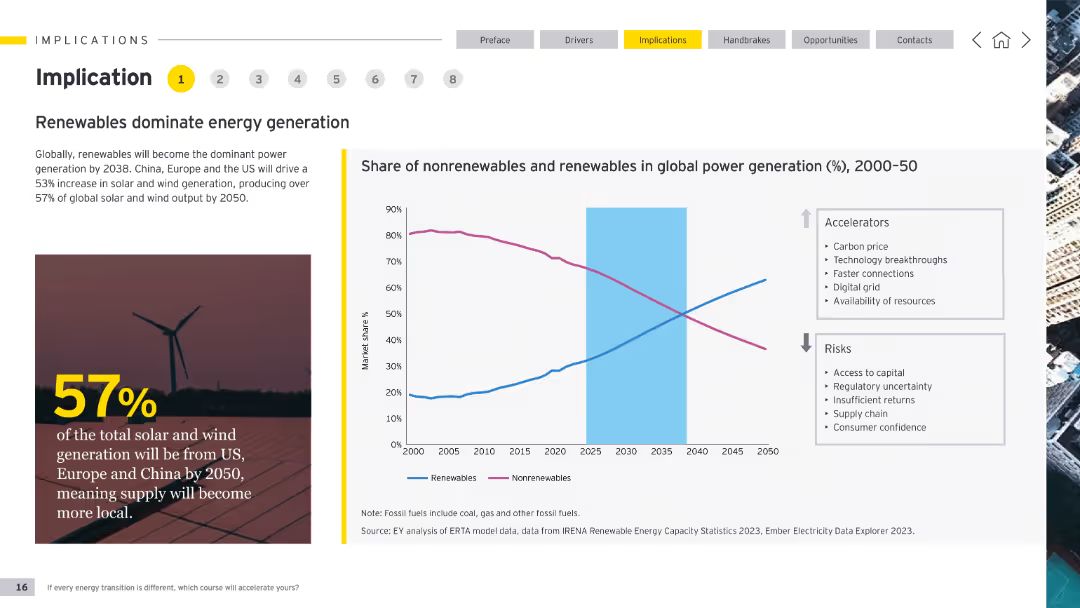 IMPLICATIONS
Preface
Drivers
Implications
Handbrakes
Opportunities
Contacts
Implication 1 2 3 4 5 6 7 8
Renewables dominate energy generation
Globally, renewables will become the dominant power
generation by 2038. China, Europe and the US will drive a
53% increase in solar and wind generation, producing over
57% of global solar and wind output by 2050.
57%
of the total solar and wind
generation will be from US,
Europe and China by 2050,
meaning supply will become
more local.
Share of nonrenewables and renewables in global power generation (%), 2000–50
Market share %
90%
80%
70%
60%
50%
40%
30%
20%
10%
0%
2000 2005 2010 2015 2020 2025 2030 2035 2040 2045 2050
Renewables Nonrenewables
Accelerators
‣ Carbon price
‣ Technology breakthroughs
‣ Faster connections
‣ Digital grid
‣ Availability of resources
Risks
‣ Access to capital
‣ Regulatory uncertainty
‣ Insufficient returns
‣ Supply chain
‣ Consumer confidence
Note: Fossil fuels include coal, gas and other fossil fuels.
Source: EY analysis of ERTA model data, data from IRENA Renewable Energy Capacity Statistics 2023, Ember Electricity Data Explorer 2023.
16 If every energy transition is different, which course will accelerate yours?